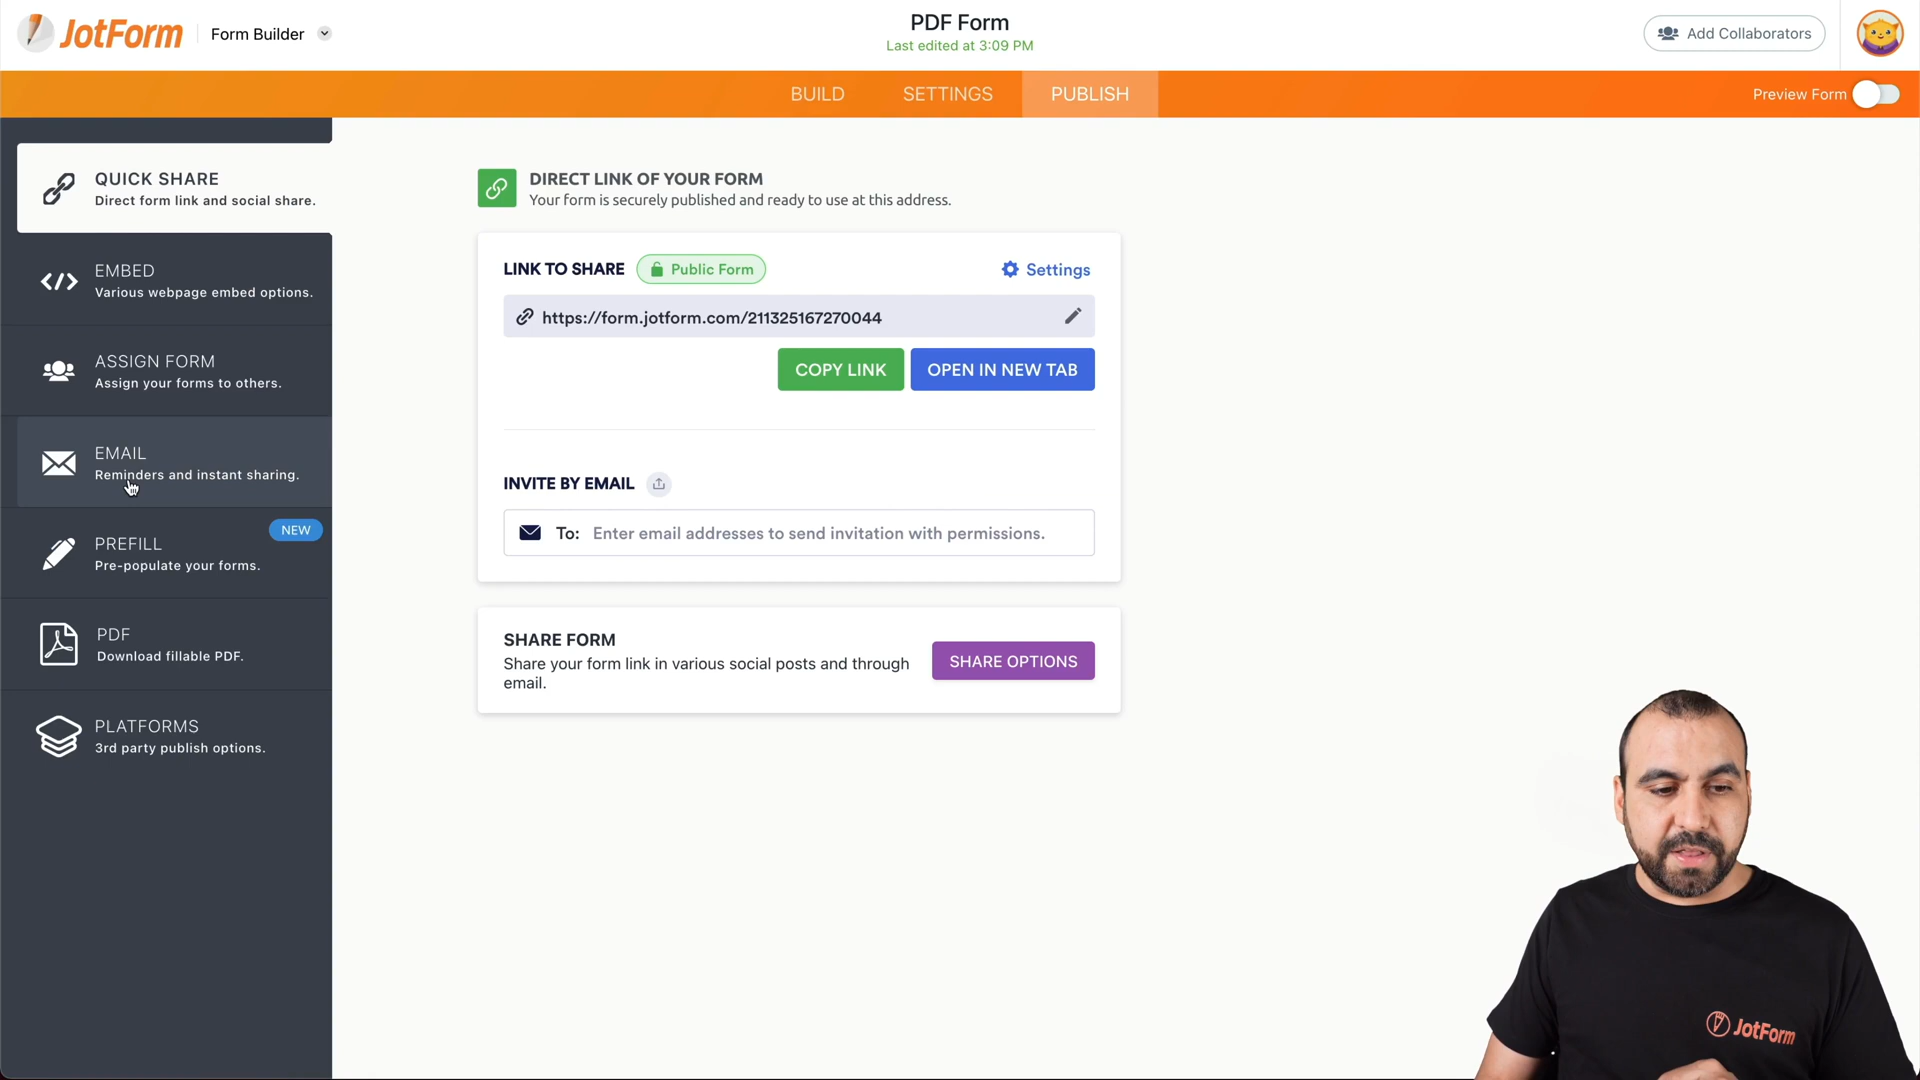 JotForm
Form Builder
PDF Form
Last edited at 3:09 PM
Add Collaborators
BUILD
SETTINGS
PUBLISH
Preview Form
QUICK SHARE
Direct form link and social share.
EMBED
Various webpage embed options.
ASSIGN FORM
Assign your forms to others.
EMAIL
Reminders and instant sharing.
NEW
PREFILL
Pre-populate your forms.
PDF
Download fillable PDF.
PLATFORMS
3rd party publish options.
DIRECT LINK OF YOUR FORM
Your form is securely published and ready to use at this address.
LINK TO SHARE
Public Form
Settings
https://form.jotform.com/211325167270044
COPY LINK
OPEN IN NEW TAB
INVITE BY EMAIL
To: Enter email addresses to send invitation with permissions.
SHARE FORM
Share your form link in various social posts and through
email.
SHARE OPTIONS
JotForm